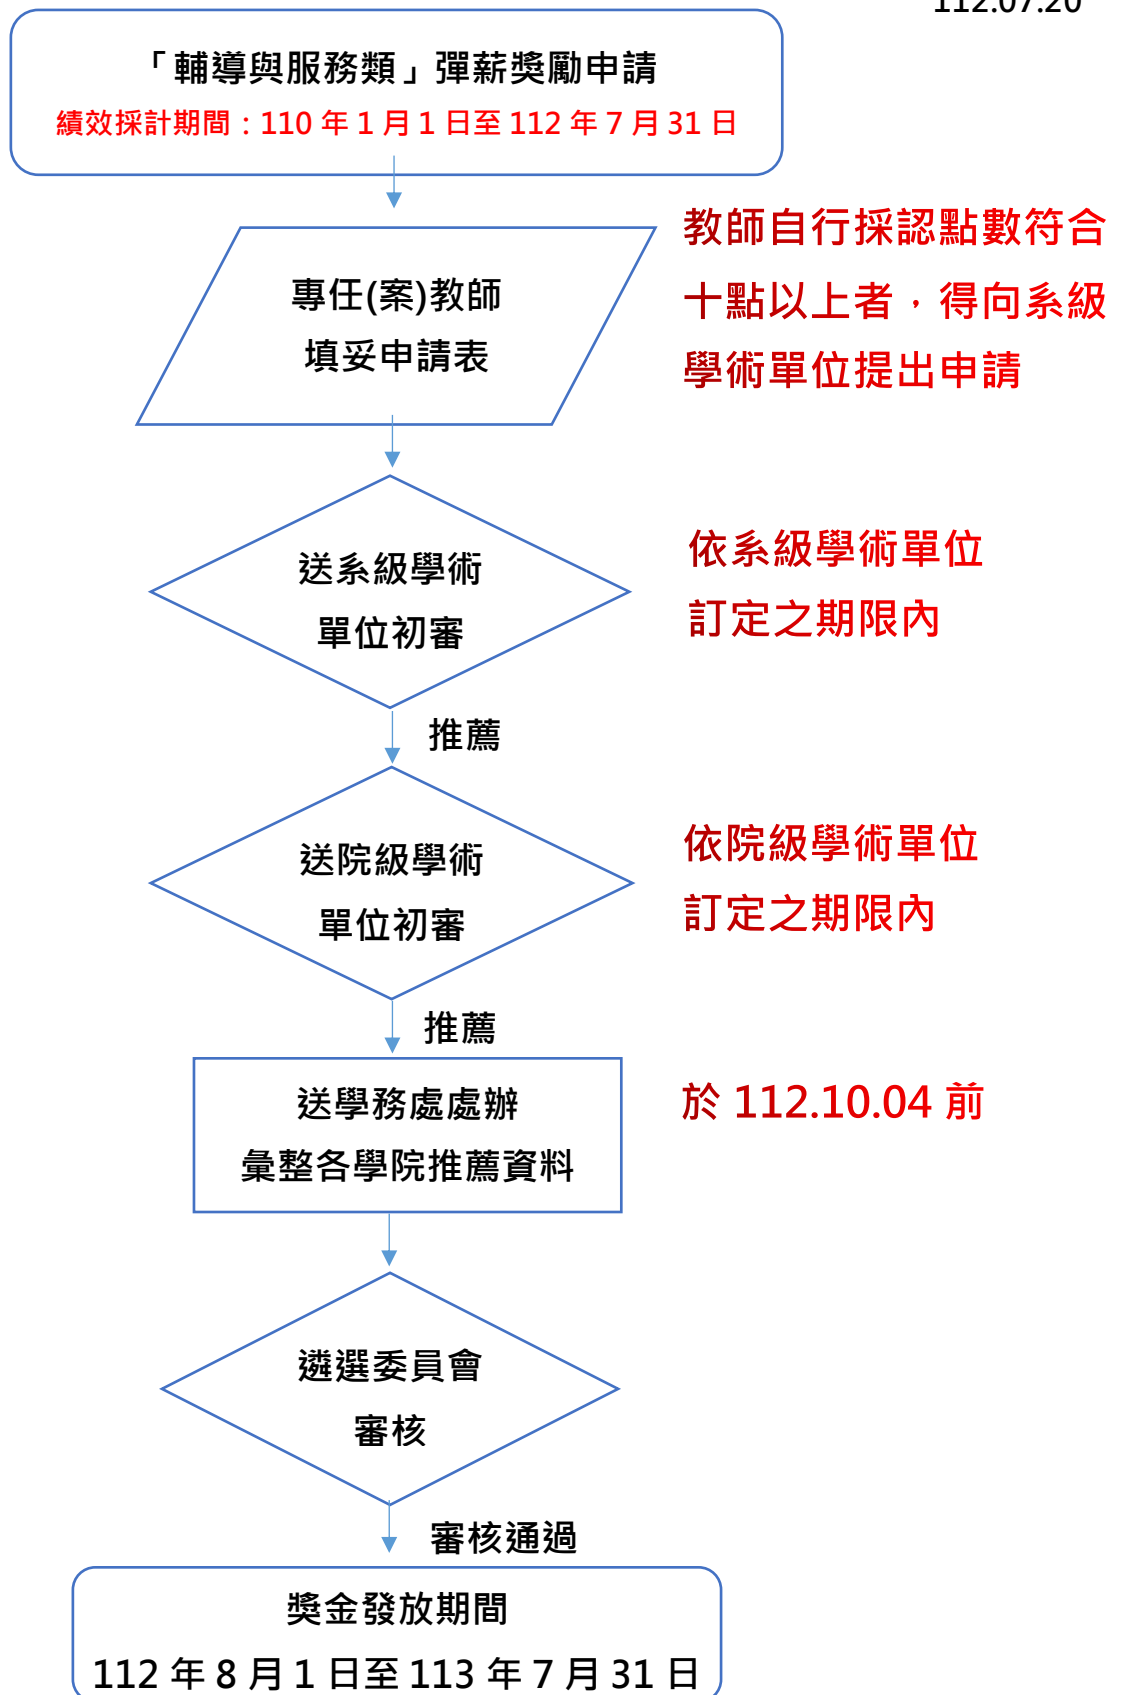 112.07.20
「輔導與服務類」彈薪獎勵申請
績效採計期間：110 年 1 月 1 日至 112 年 7 月 31 日
教師自行採認點數符合
十點以上者，得向系級
學術單位提出申請
專任(案)教師
填妥申請表
送系級學術
單位初審
依系級學術單位
訂定之期限內
推薦
送院級學術
單位初審
依院級學術單位
訂定之期限內
推薦
送學務處處辦
彙整各學院推薦資料
於 112.10.04 前
遴選委員會
審核
審核通過
獎金發放期間
112 年 8 月 1 日至 113 年 7 月 31 日